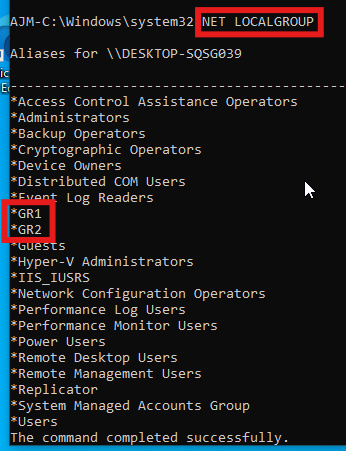 AJM-C:\Windows\system32 NET LOCALGROUP
Aliases for \\DESKTOP-SQSG039
-------------------------------------------
*Access Control Assistance Operators
*Administrators
*Backup Operators
*Cryptographic Operators
*Device Owners
*Distributed COM Users
*Event Log Readers
*GR1
*GR2
*Guests
*Hyper-V Administrators
*IIS_IUSRS
*Network Configuration Operators
*Performance Log Users
*Performance Monitor Users
*Power Users
*Remote Desktop Users
*Remote Management Users
*Replicator
*System Managed Accounts Group
*Users
The command completed successfully.